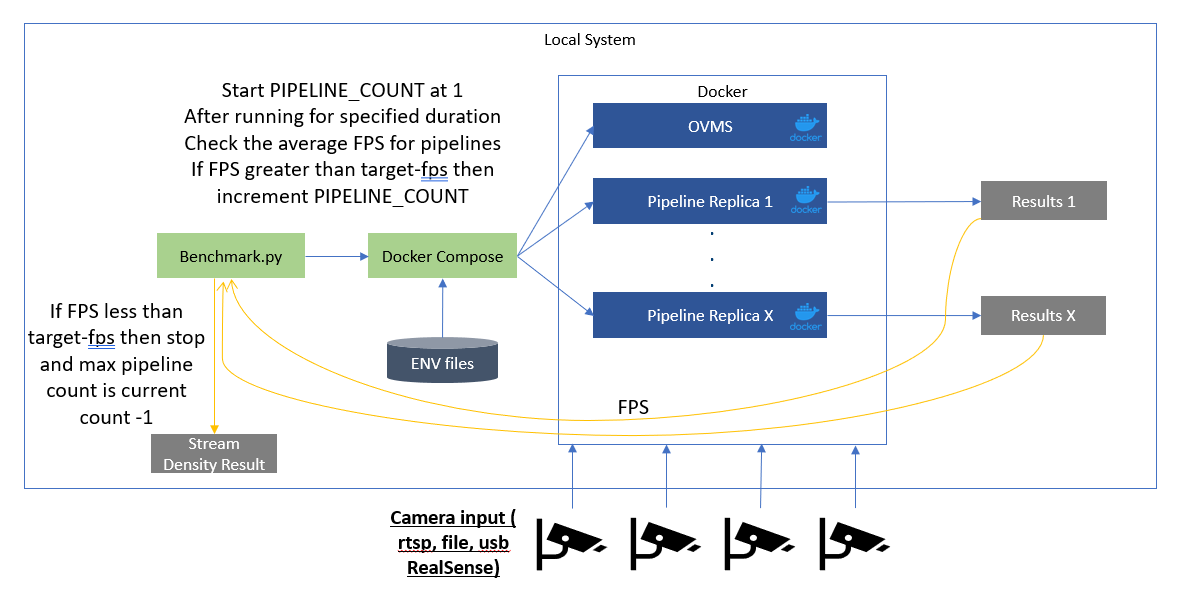 Local System
Start PIPELINE_COUNT at 1
After running for specified duration
Check the average FPS for pipelines
If FPS greater than target-fps then
increment PIPELINE_COUNT
Docker
OVMS
docker
Pipeline Replica 1
docker
.
.
.
Pipeline Replica X
docker
Results 1
Results X
Benchmark.py
Docker Compose
ENV files
If FPS less than
target-fps then stop
and max pipeline
count is current
count -1
FPS
Stream
Density Result
Camera input (
rtsp, file, usb
RealSense)